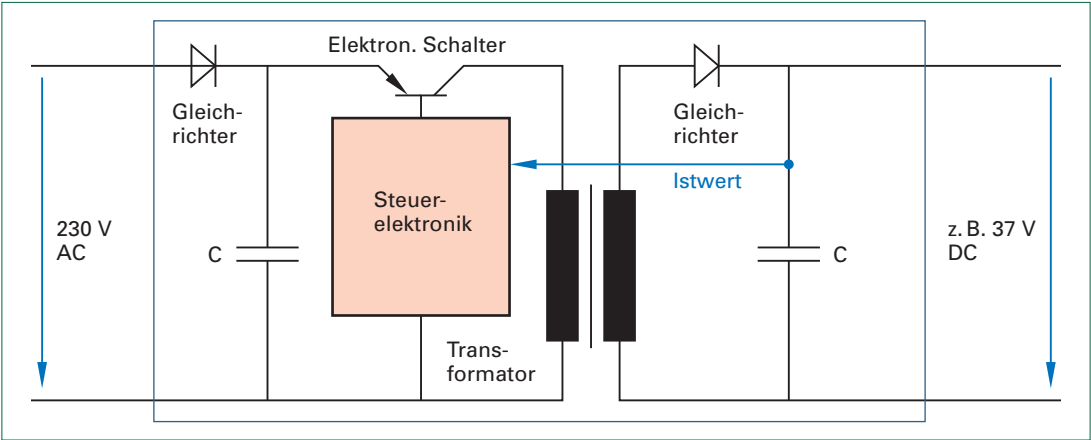 Elektron. Schalter
Gleich-
richter
Gleich-
richter
Istwert
Steuer-
elektronik
230 V
AC
C
C
z. B. 37 V
DC
Trans-
formator